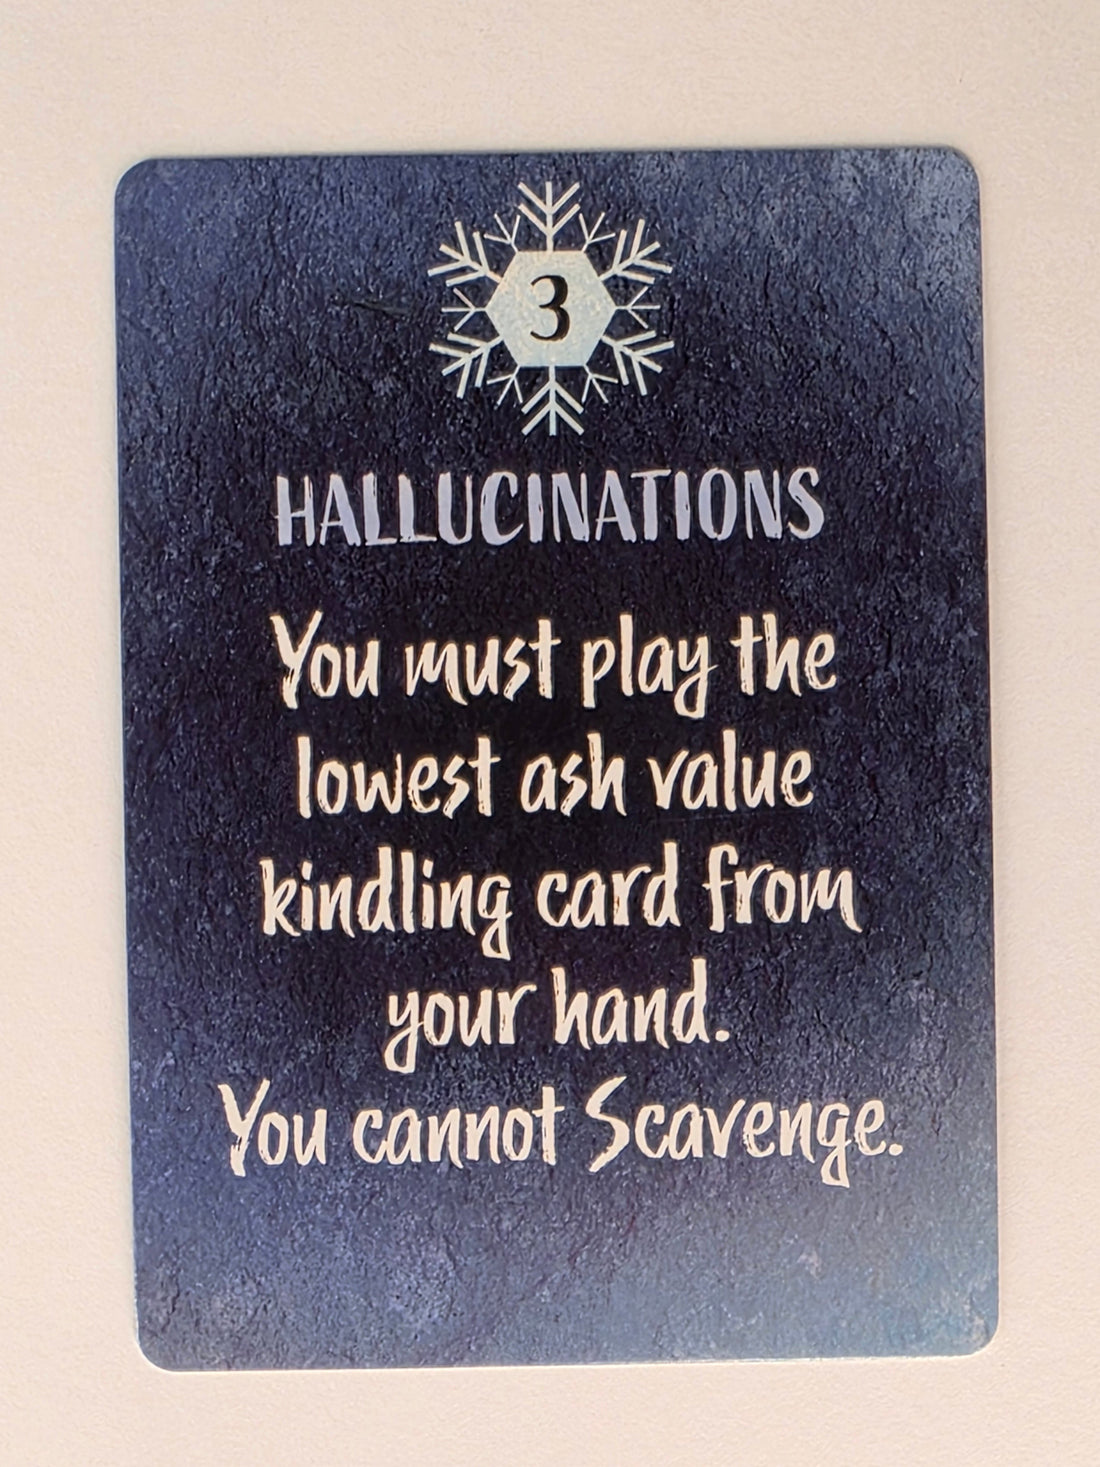 3
HALLUCINATIONS
You must play the
lowest ash value
kindling card from
your hand.
You cannot Scavenge.